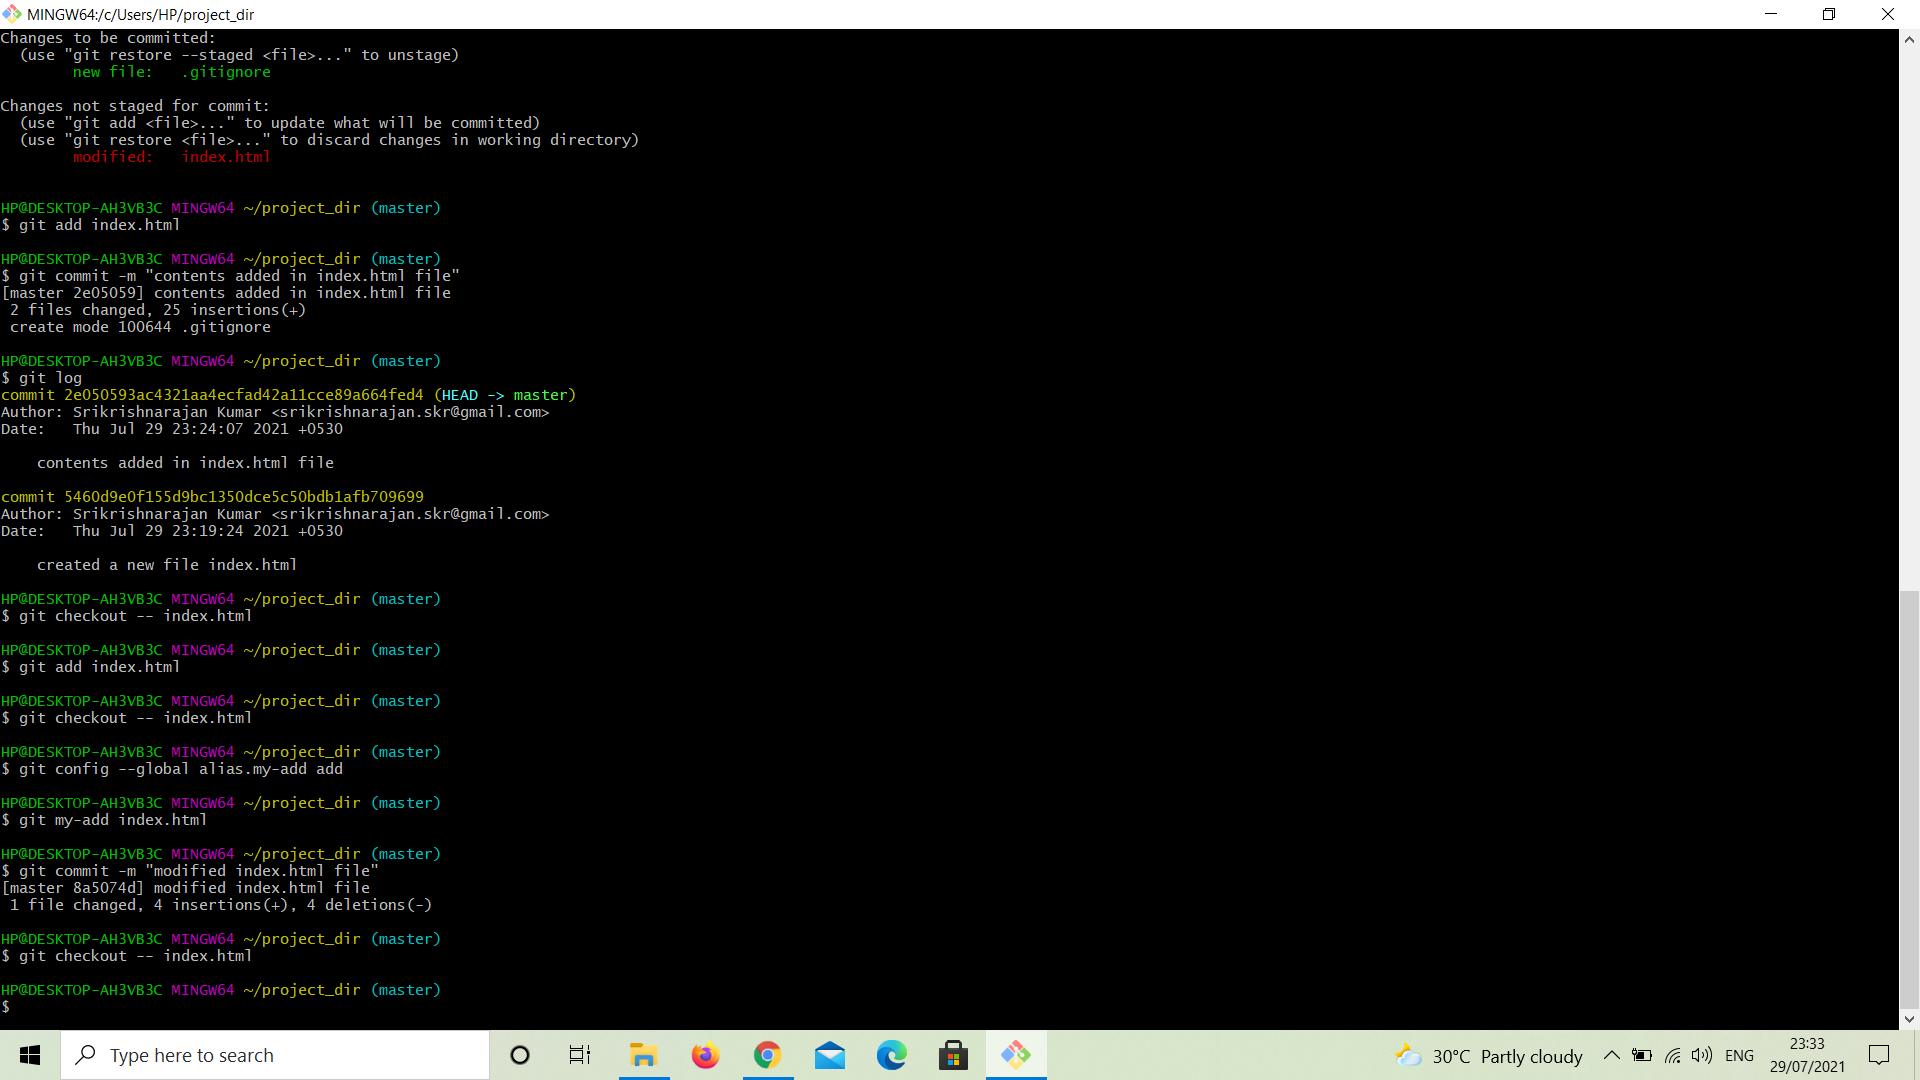 MINGW64:/c/Users/HP/project_dir
Changes to be committed:
  (use "git restore --staged <file>..." to unstage)
        new file:   .gitignore
Changes not staged for commit:
  (use "git add <file>..." to update what will be committed)
  (use "git restore <file>..." to discard changes in working directory)
        modified:   index.html
HP@DESKTOP-AH3VB3C MINGW64 ~/project_dir (master)
$ git add index.html
HP@DESKTOP-AH3VB3C MINGW64 ~/project_dir (master)
$ git commit -m "contents added in index.html file"
[master 2e05059] contents added in index.html file
 2 files changed, 25 insertions(+)
 create mode 100644 .gitignore
HP@DESKTOP-AH3VB3C MINGW64 ~/project_dir (master)
$ git log
commit 2e050593ac4321aa4ecfad42a11cce89a664fed4 (HEAD -> master)
Author: Srikrishnarajan Kumar <srikrishnarajan.skr@gmail.com>
Date:   Thu Jul 29 23:24:07 2021 +0530
    contents added in index.html file
commit 5460d9e0f155d9bc1350dce5c50bdb1afb709699
Author: Srikrishnarajan Kumar <srikrishnarajan.skr@gmail.com>
Date:   Thu Jul 29 23:19:24 2021 +0530
    created a new file index.html
HP@DESKTOP-AH3VB3C MINGW64 ~/project_dir (master)
$ git checkout -- index.html
HP@DESKTOP-AH3VB3C MINGW64 ~/project_dir (master)
$ git add index.html
HP@DESKTOP-AH3VB3C MINGW64 ~/project_dir (master)
$ git checkout -- index.html
HP@DESKTOP-AH3VB3C MINGW64 ~/project_dir (master)
$ git config --global alias.my-add add
HP@DESKTOP-AH3VB3C MINGW64 ~/project_dir (master)
$ git my-add index.html
HP@DESKTOP-AH3VB3C MINGW64 ~/project_dir (master)
$ git commit -m "modified index.html file"
[master 8a5074d] modified index.html file
 1 file changed, 4 insertions(+), 4 deletions(-)
HP@DESKTOP-AH3VB3C MINGW64 ~/project_dir (master)
$ git checkout -- index.html
HP@DESKTOP-AH3VB3C MINGW64 ~/project_dir (master)
$
Type here to search
30°C Partly cloudy
ENG
23:33
29/07/2021